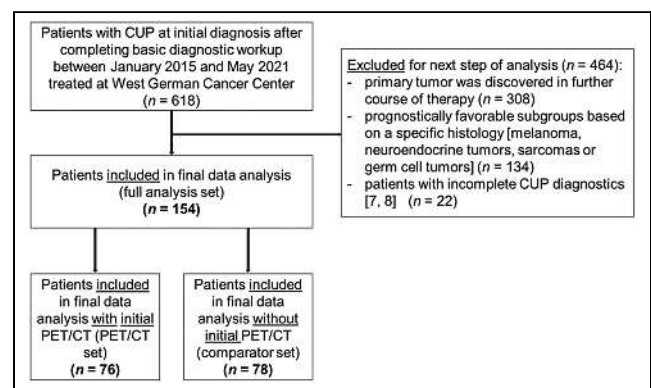 Patients with CUP at initial diagnosis after
completing basic diagnostic workup
between January 2015 and May 2021
treated at West German Cancer Center
(n = 618)
Excluded for next step of analysis (n = 464):
- primary tumor was discovered in further
course of therapy (n = 308)
- prognostically favorable subgroups based
on a specific histology [melanoma,
neuroendocrine tumors, sarcomas or
germ cell tumors] (n = 134)
- patients with incomplete CUP diagnostics
[7, 8] (n = 22)
Patients included in final data analysis
(full analysis set)
(n = 154)
Patients included
in final data
analysis with initial
PET/CT (PET/CT
set)
(n = 76)
Patients included
in final data
analysis without
initial PET/CT
(comparator set)
(n = 78)